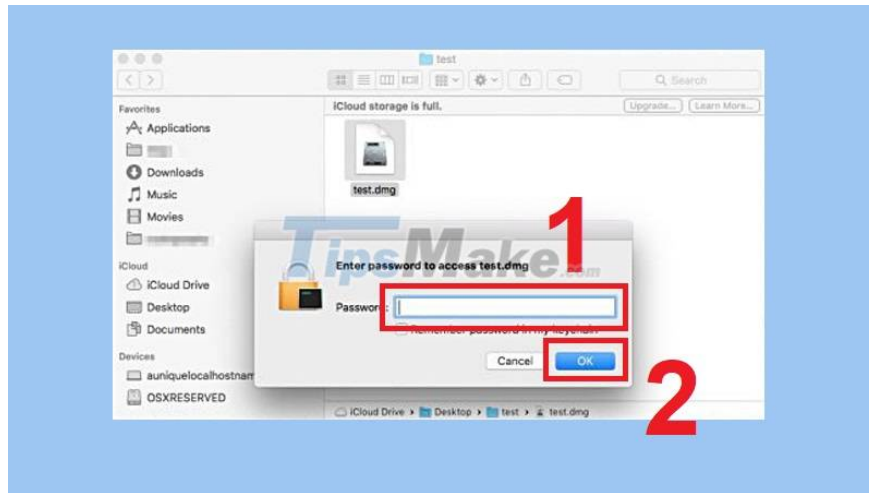 test
Search
Favorites
Applications
Downloads
Music
Movies
iCloud
iCloud Drive
Desktop
Documents
Devices
auniquelocalhostnam
OSXRESERVED
iCloud storage is full.
Upgrade...
Learn More...
test.dmg
TipsMake.com
1
Enter password to access test.dmg
Password:
Remember password in my keychain
Cancel
OK
2
iCloud Drive Desktop test test.dmg